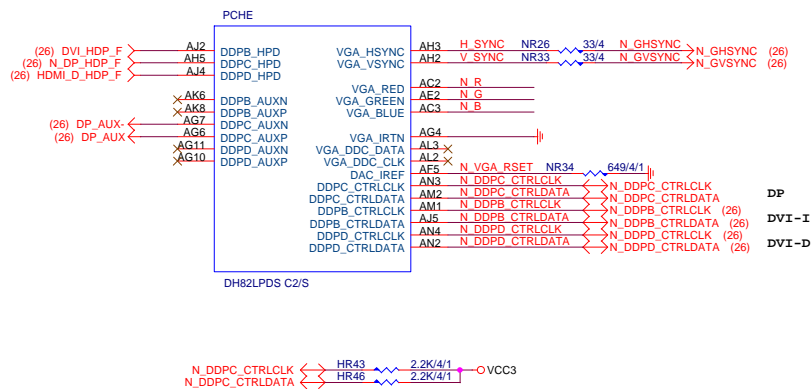 PCHE
(26) DVI_HDP_F AJ2 DDPB_HPD VGA_HSYNC AH3 H_SYNC NR26 33/4 N_GHSYNC N_GHSYNC (26)
(26) N_DP_HDP_F AH5 DDPC_HPD VGA_VSYNC AH2 V_SYNC NR33 33/4 N_GVSYNC N_GVSYNC (26)
(26) HDMI_D_HDP_F AJ4 DDPD_HPD
VGA_RED AC2 N_R
AK6 DDPB_AUXN VGA_GREEN AE2 N_G
AK8 DDPB_AUXP VGA_BLUE AC3 N_B
(26) DP_AUX- AG7 DDPC_AUXN
(26) DP_AUX AG6 DDPC_AUXP VGA_IRTN AG4
AG11 DDPD_AUXN VGA_DDC_DATA AL3
AG10 DDPD_AUXP VGA_DDC_CLK AL2
DAC_IREF AF5 N_VGA_RSET NR34 649/4/1
DDPC_CTRLCLK AN3 N_DDPC_CTRLCLK N_DDPC_CTRLCLK
DDPC_CTRLDATA AM2 N_DDPC_CTRLDATA N_DDPC_CTRLDATA DP
DDPB_CTRLCLK AM1 N_DDPB_CTRLCLK N_DDPB_CTRLCLK (26)
DDPB_CTRLDATA AJ5 N_DDPB_CTRLDATA N_DDPB_CTRLDATA (26) DVI-I
DDPD_CTRLCLK AN4 N_DDPD_CTRLCLK N_DDPD_CTRLCLK (26)
DDPD_CTRLDATA AN2 N_DDPD_CTRLDATA N_DDPD_CTRLDATA (26) DVI-D
DH82LPDS C2/S
N_DDPC_CTRLCLK HR43 2.2K/4/1 VCC3
N_DDPC_CTRLDATA HR46 2.2K/4/1